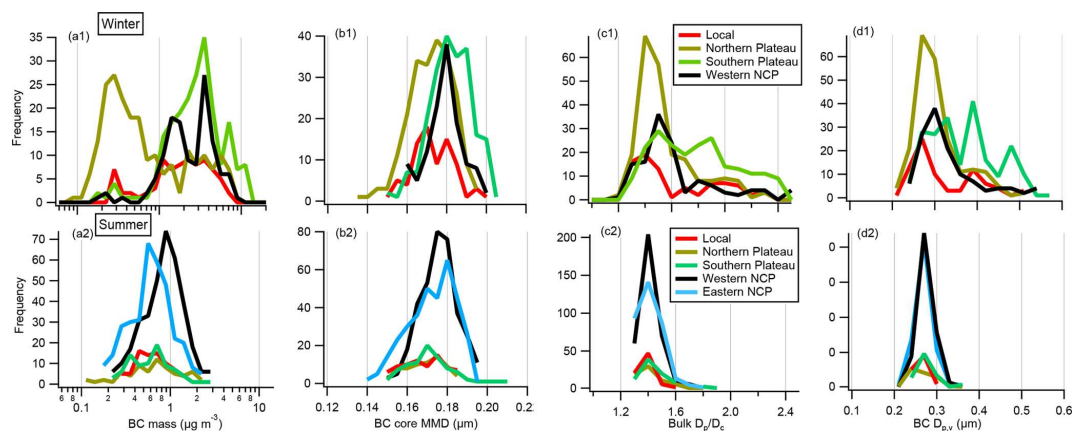 Winter
(a1)
(b1)
(c1)
(d1)
Local
Northern Plateau
Southern Plateau
Western NCP
35
30
25
20
15
10
5
0
Frequency
40
30
20
10
0
60
50
40
30
20
10
0
60
50
40
30
20
10
0
Summer
(a2)
(b2)
(c2)
(d2)
Local
Northern Plateau
Southern Plateau
Western NCP
Eastern NCP
70
60
50
40
30
20
10
0
Frequency
80
60
40
20
0
200
150
100
50
0
0
0
0
0
6 8 0.1 2 4 6 8 1 2 4 6 8 10
BC mass (µg m⁻³)
0.12 0.14 0.16 0.18 0.20
BC core MMD (µm)
1.2 1.6 2.0 2.4
Bulk Dp/Dc
0.1 0.2 0.3 0.4 0.5 0.6
BC Dp,v (µm)